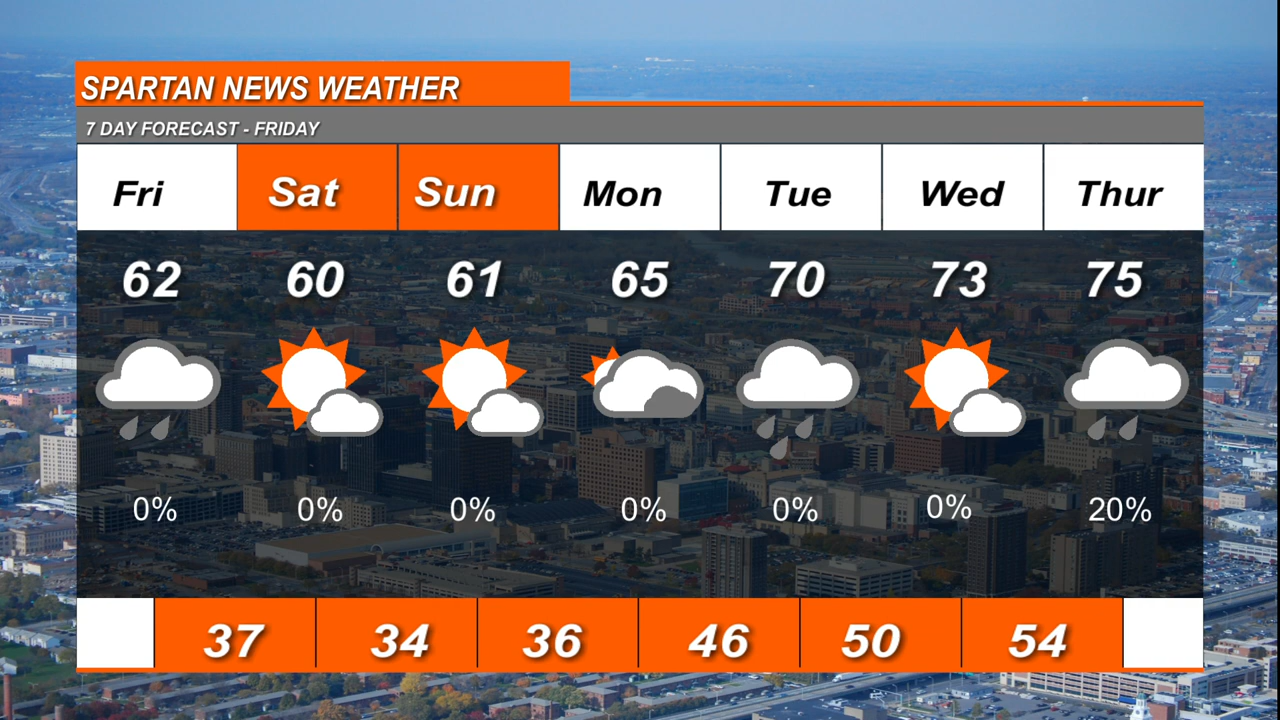 SPARTAN NEWS WEATHER
7 DAY FORECAST - FRIDAY
Fri Sat Sun Mon Tue Wed Thur
62 60 61 65 70 73 75
0% 0% 0% 0% 0% 0% 20%
37 34 36 46 50 54